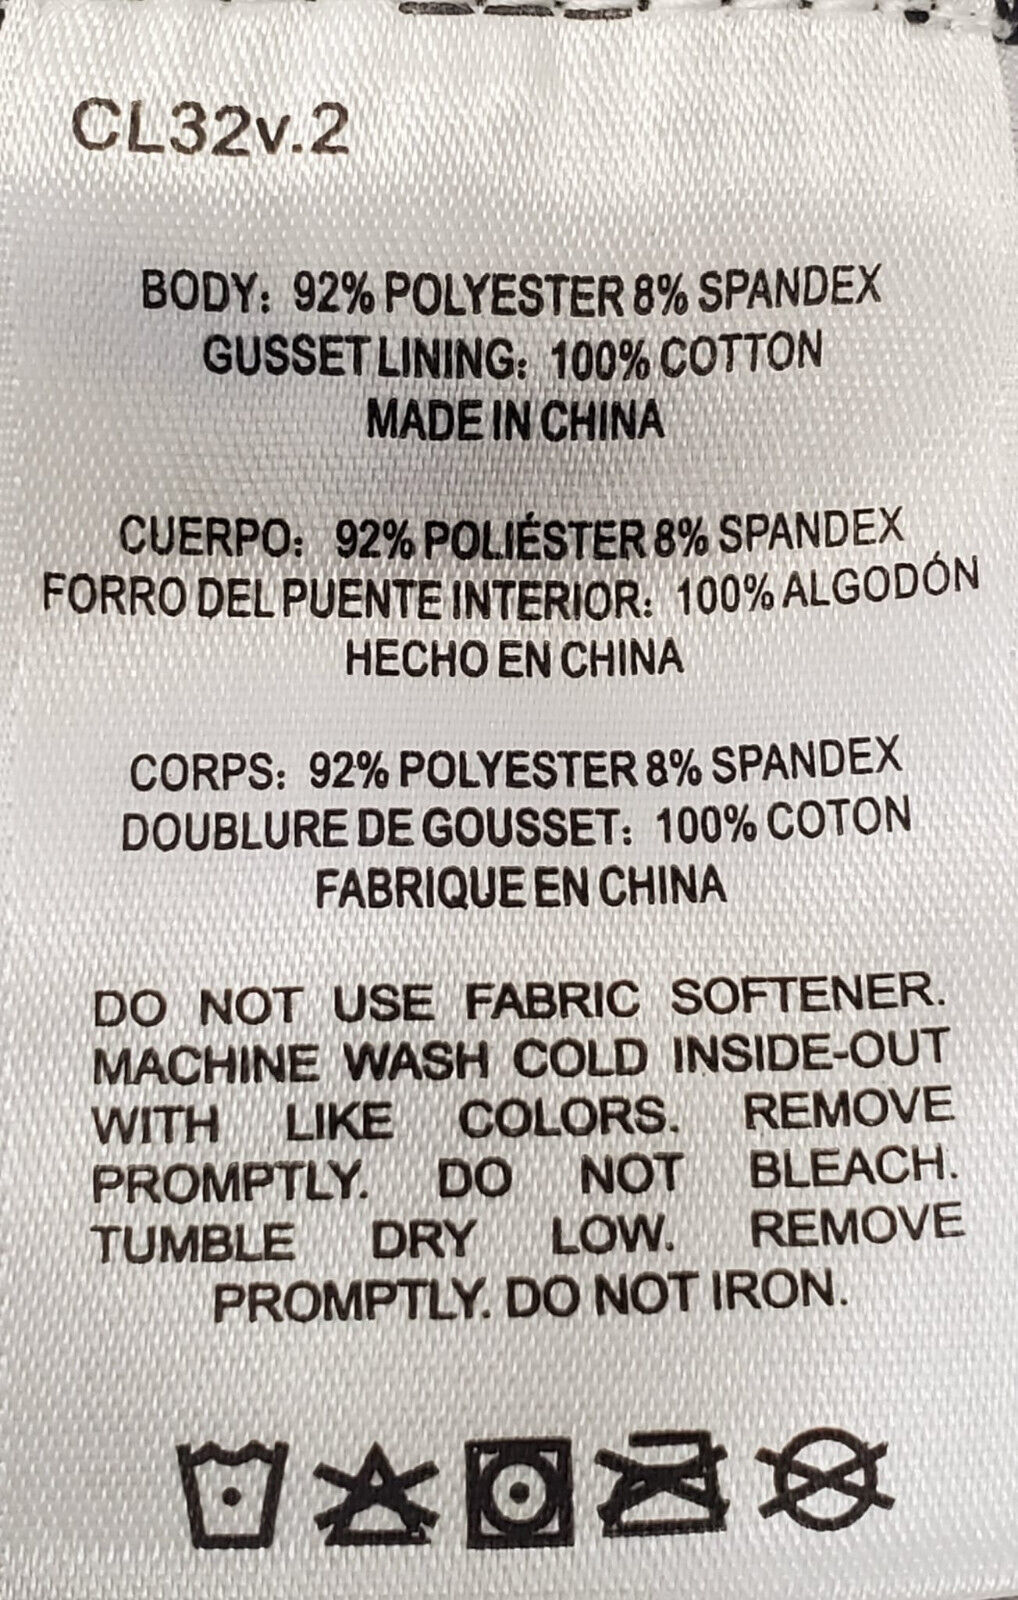 CL32v.2
BODY: 92% POLYESTER 8% SPANDEX
GUSSET LINING: 100% COTTON
MADE IN CHINA
CUERPO: 92% POLIÉSTER 8% SPANDEX
FORRO DEL PUENTE INTERIOR: 100% ALGODÓN
HECHO EN CHINA
CORPS: 92% POLYESTER 8% SPANDEX
DOUBLURE DE GOUSSET: 100% COTON
FABRIQUE EN CHINA
DO NOT USE FABRIC SOFTENER.
MACHINE WASH COLD INSIDE-OUT
WITH LIKE COLORS. REMOVE
PROMPTLY. DO NOT BLEACH.
TUMBLE DRY LOW. REMOVE
PROMPTLY. DO NOT IRON.